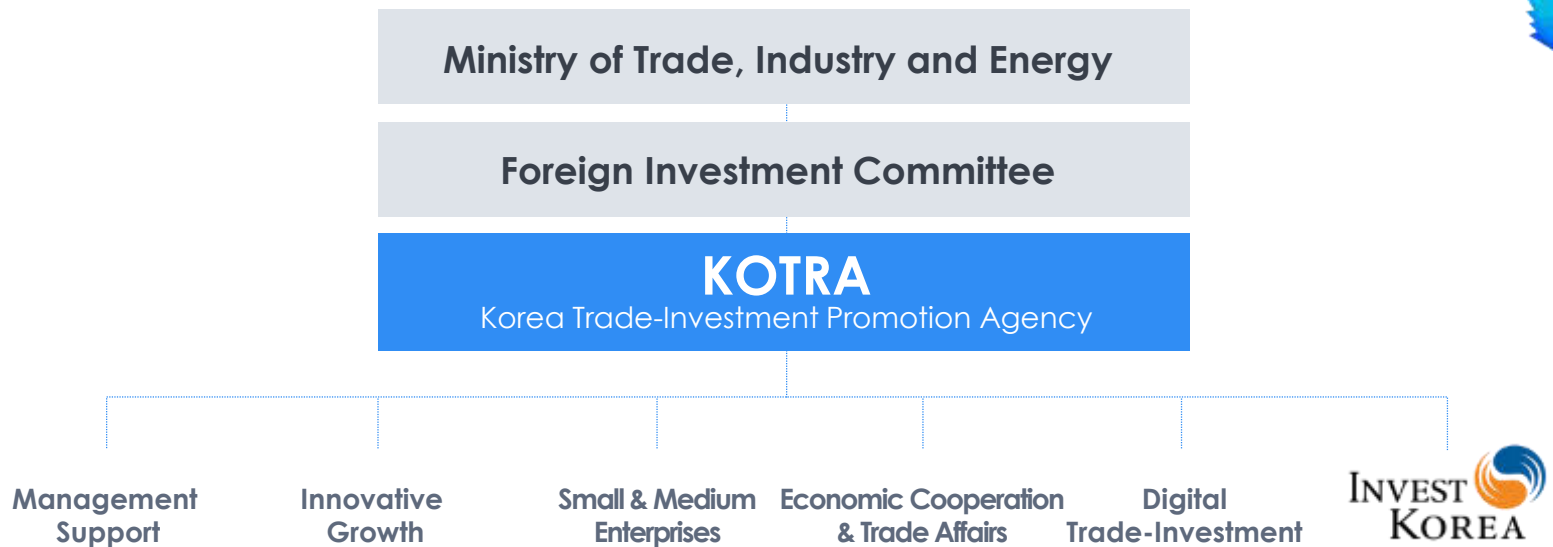 Ministry of Trade, Industry and Energy
Foreign Investment Committee
KOTRA
Korea Trade-Investment Promotion Agency
Management
Support
Innovative
Growth
Small & Medium
Enterprises
Economic Cooperation
& Trade Affairs
Digital
Trade-Investment
INVEST
KOREA